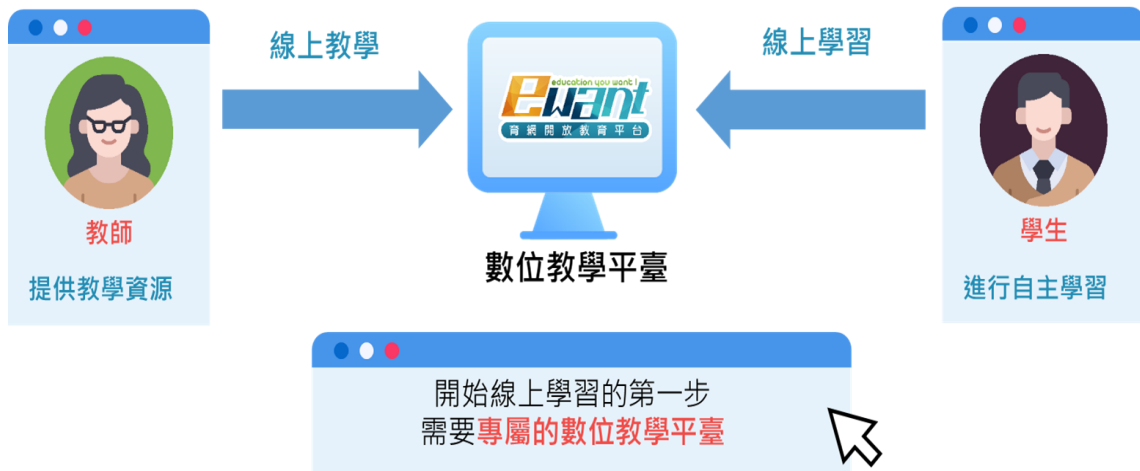 線上教學
線上學習
education you want !
ewant
育網開放教育平台
教師
提供教學資源
數位教學平臺
學生
進行自主學習
開始線上學習的第一步
需要專屬的數位教學平臺